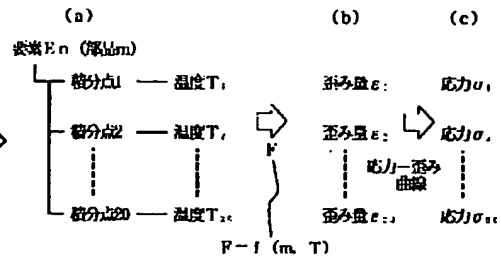 (a) (b) (c)
要素En (部品m)
積分点1 温度T₁ 歪み量ε₁ 応力σ₁
積分点2 温度T₂ F 歪み量ε₂ 応力σ₂
応力−歪み
曲線
積分点20 温度T₂₀ 歪み量ε₂₀ 応力σ₂₀
F−f (m, T)